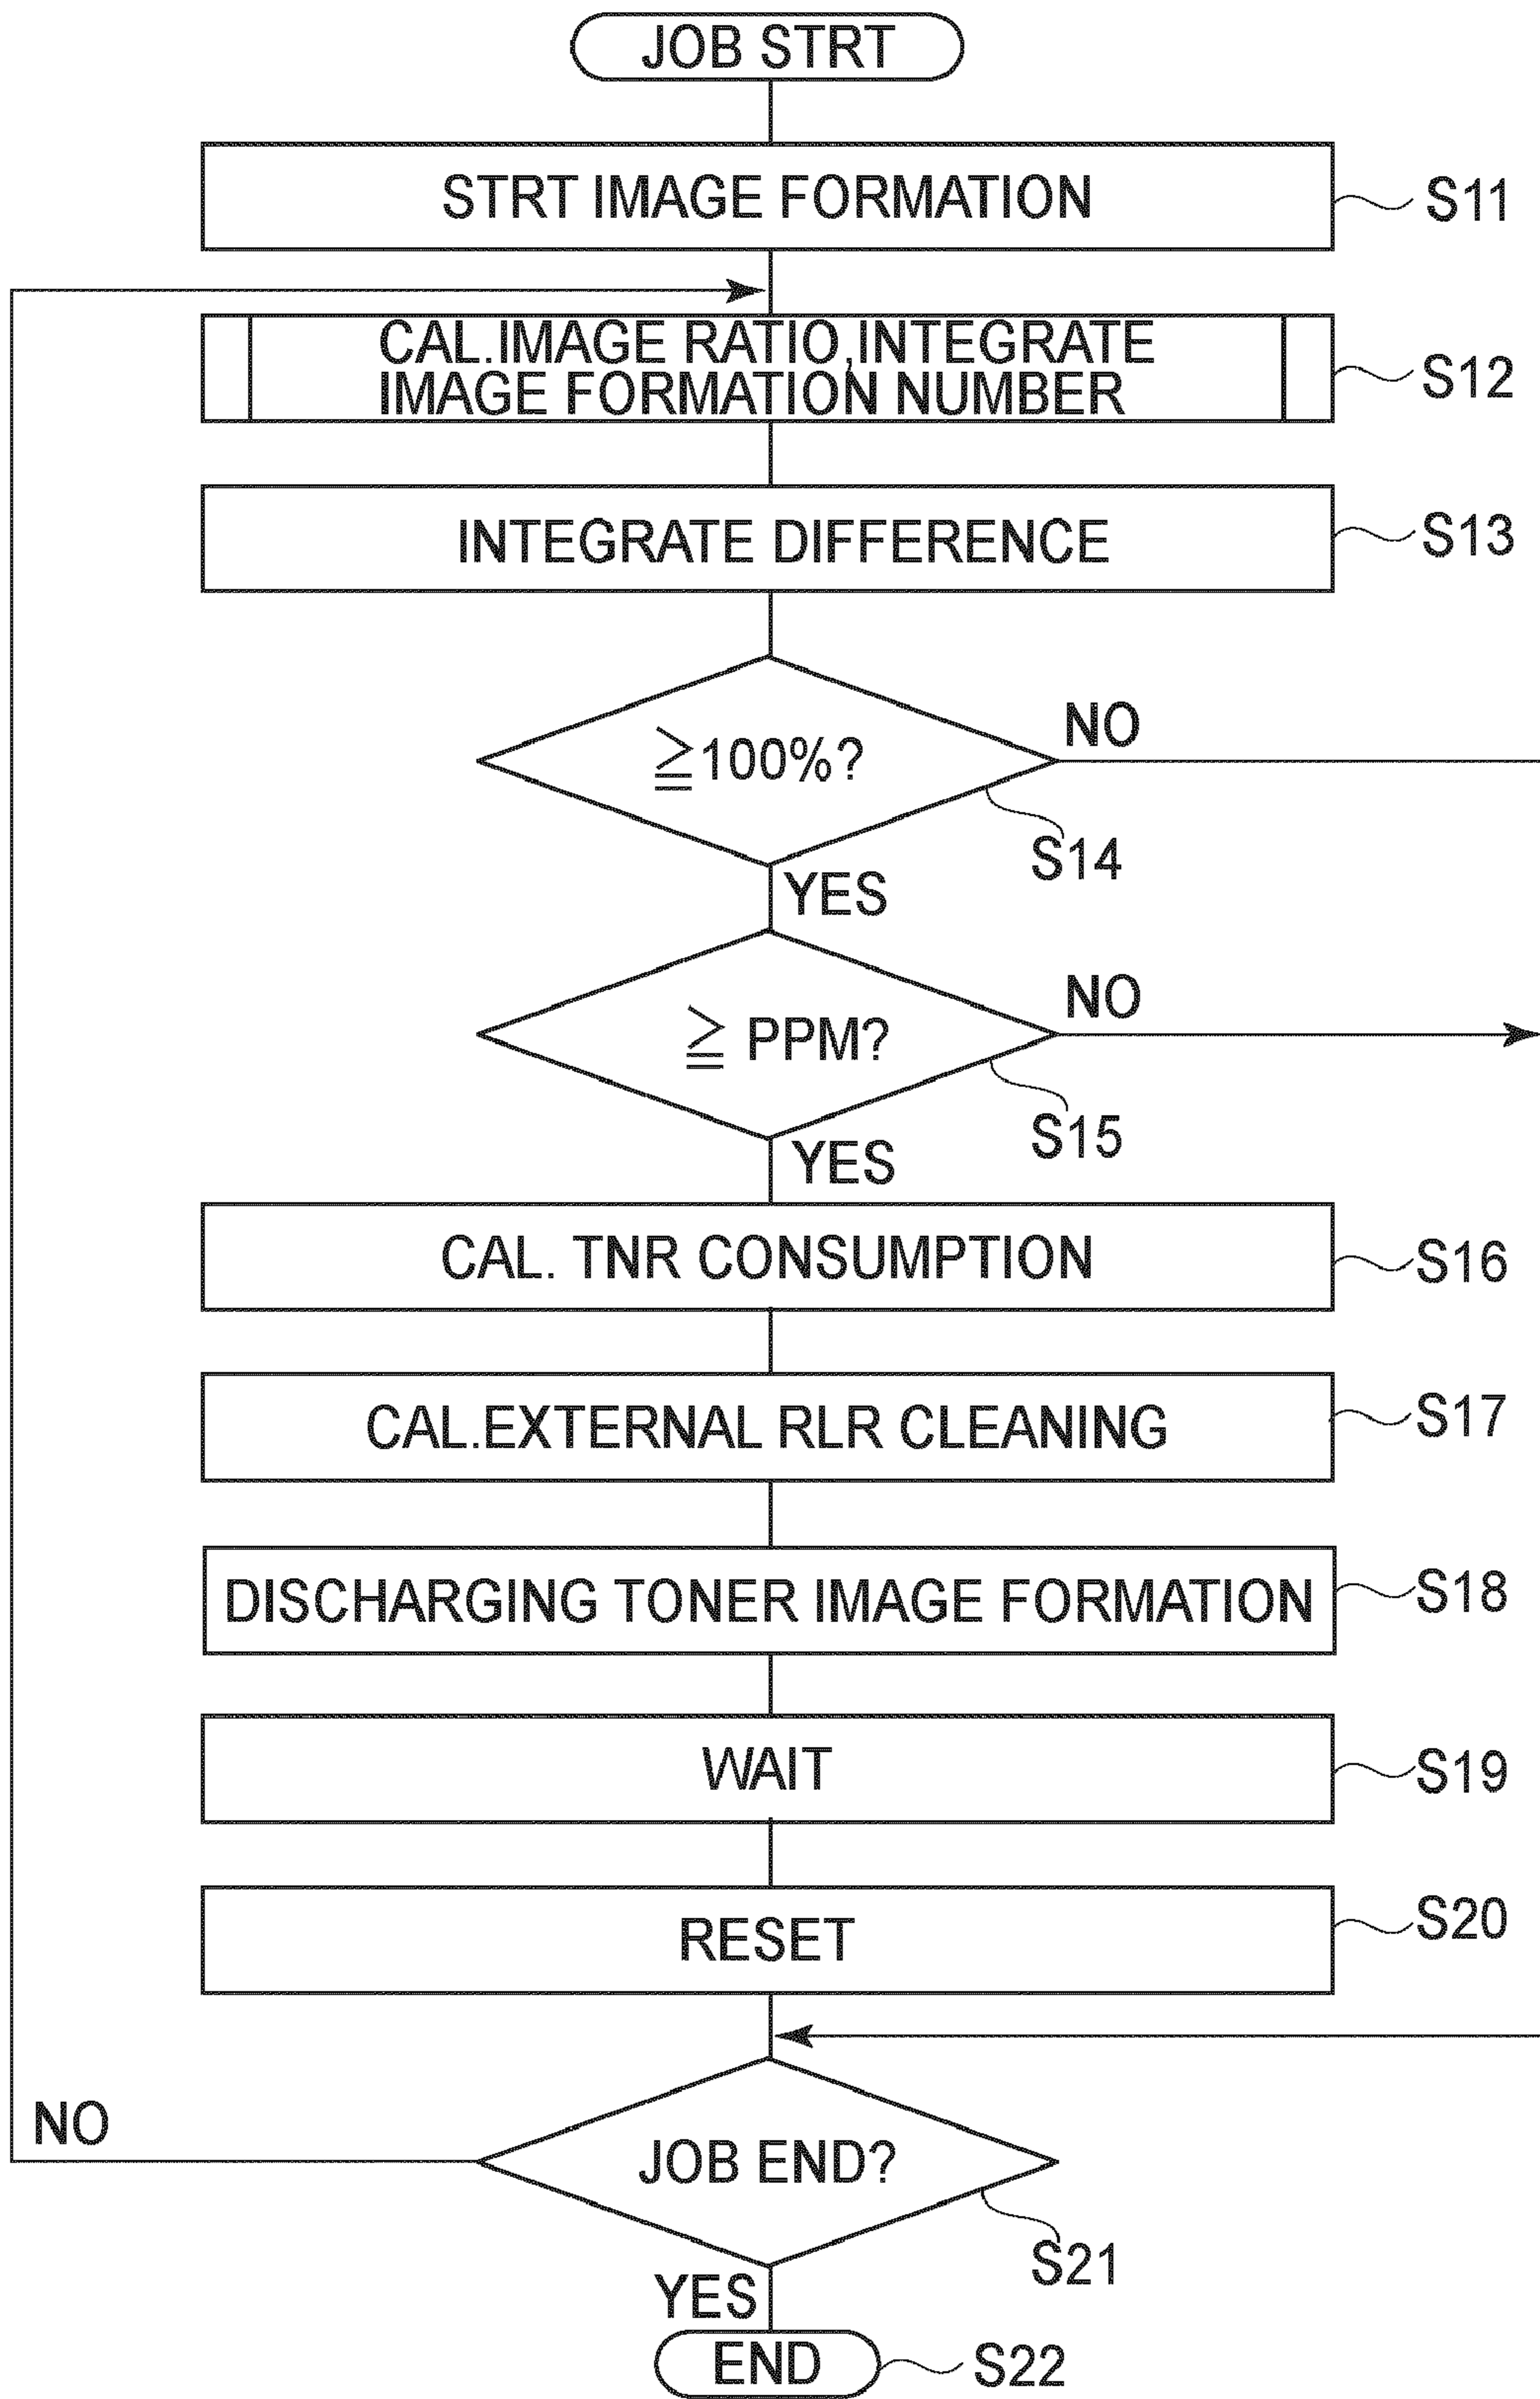 JOB STRT
STRT IMAGE FORMATION
S11
CAL.IMAGE RATIO,INTEGRATE
IMAGE FORMATION NUMBER
S12
INTEGRATE DIFFERENCE
S13
≧100%?
NO
S14
YES
≧ PPM?
NO
S15
YES
CAL. TNR CONSUMPTION
S16
CAL.EXTERNAL RLR CLEANING
S17
DISCHARGING TONER IMAGE FORMATION
S18
WAIT
S19
RESET
S20
NO
JOB END?
S21
YES
END
S22